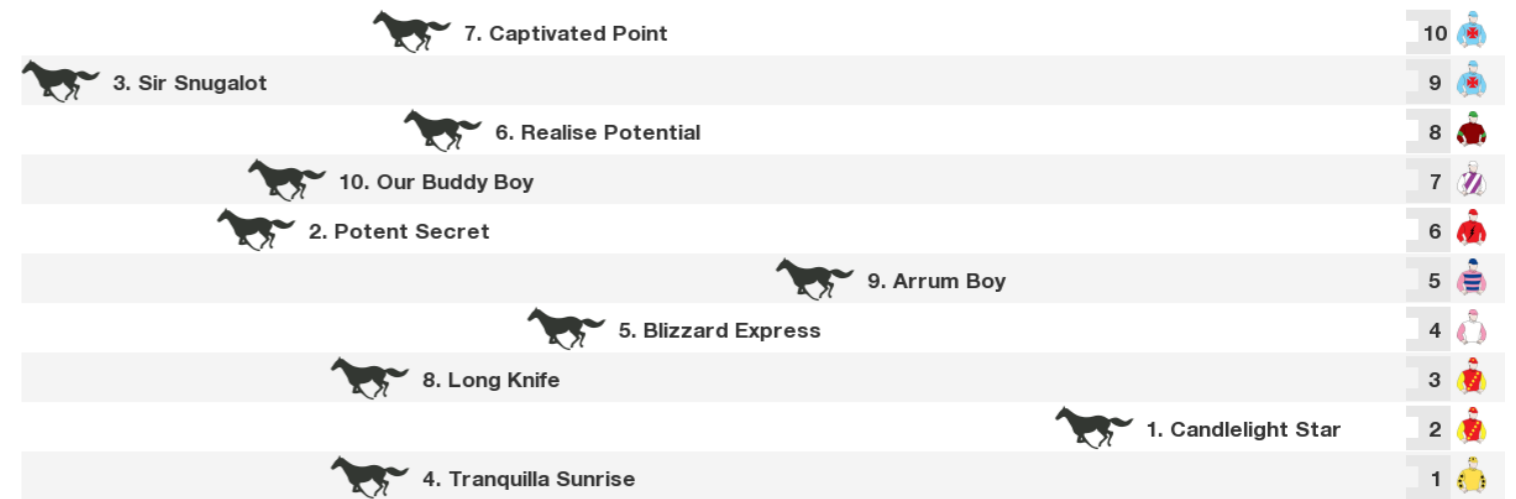 7. Captivated Point 10
3. Sir Snugalot 9
6. Realise Potential 8
10. Our Buddy Boy 7
2. Potent Secret 6
9. Arrum Boy 5
5. Blizzard Express 4
8. Long Knife 3
1. Candlelight Star 2
4. Tranquilla Sunrise 1